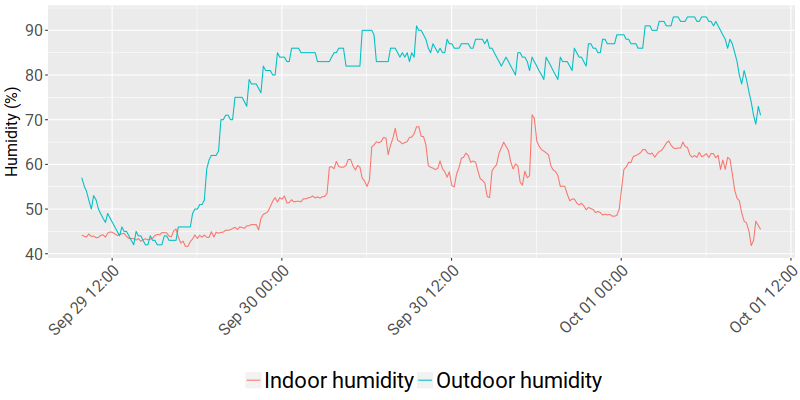 Humidity (%)
90
80
70
60
50
40
Sep 29 12:00
Sep 30 00:00
Sep 30 12:00
Oct 01 00:00
Oct 01 12:00
Indoor humidity Outdoor humidity